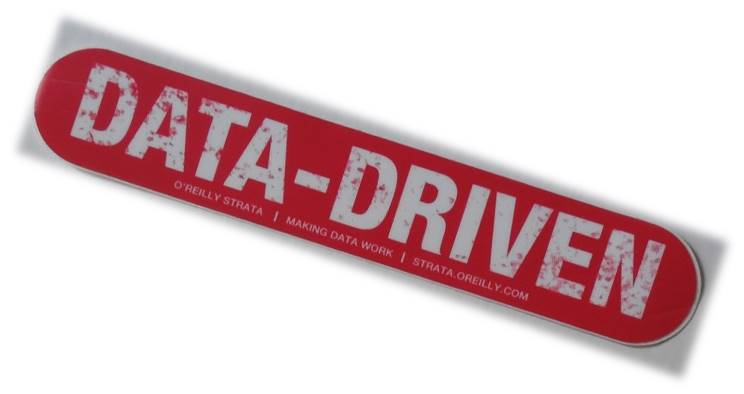 DATA-DRIVEN
O'REILLY STRATA | MAKING DATA WORK | STRATA.OREILLY.COM